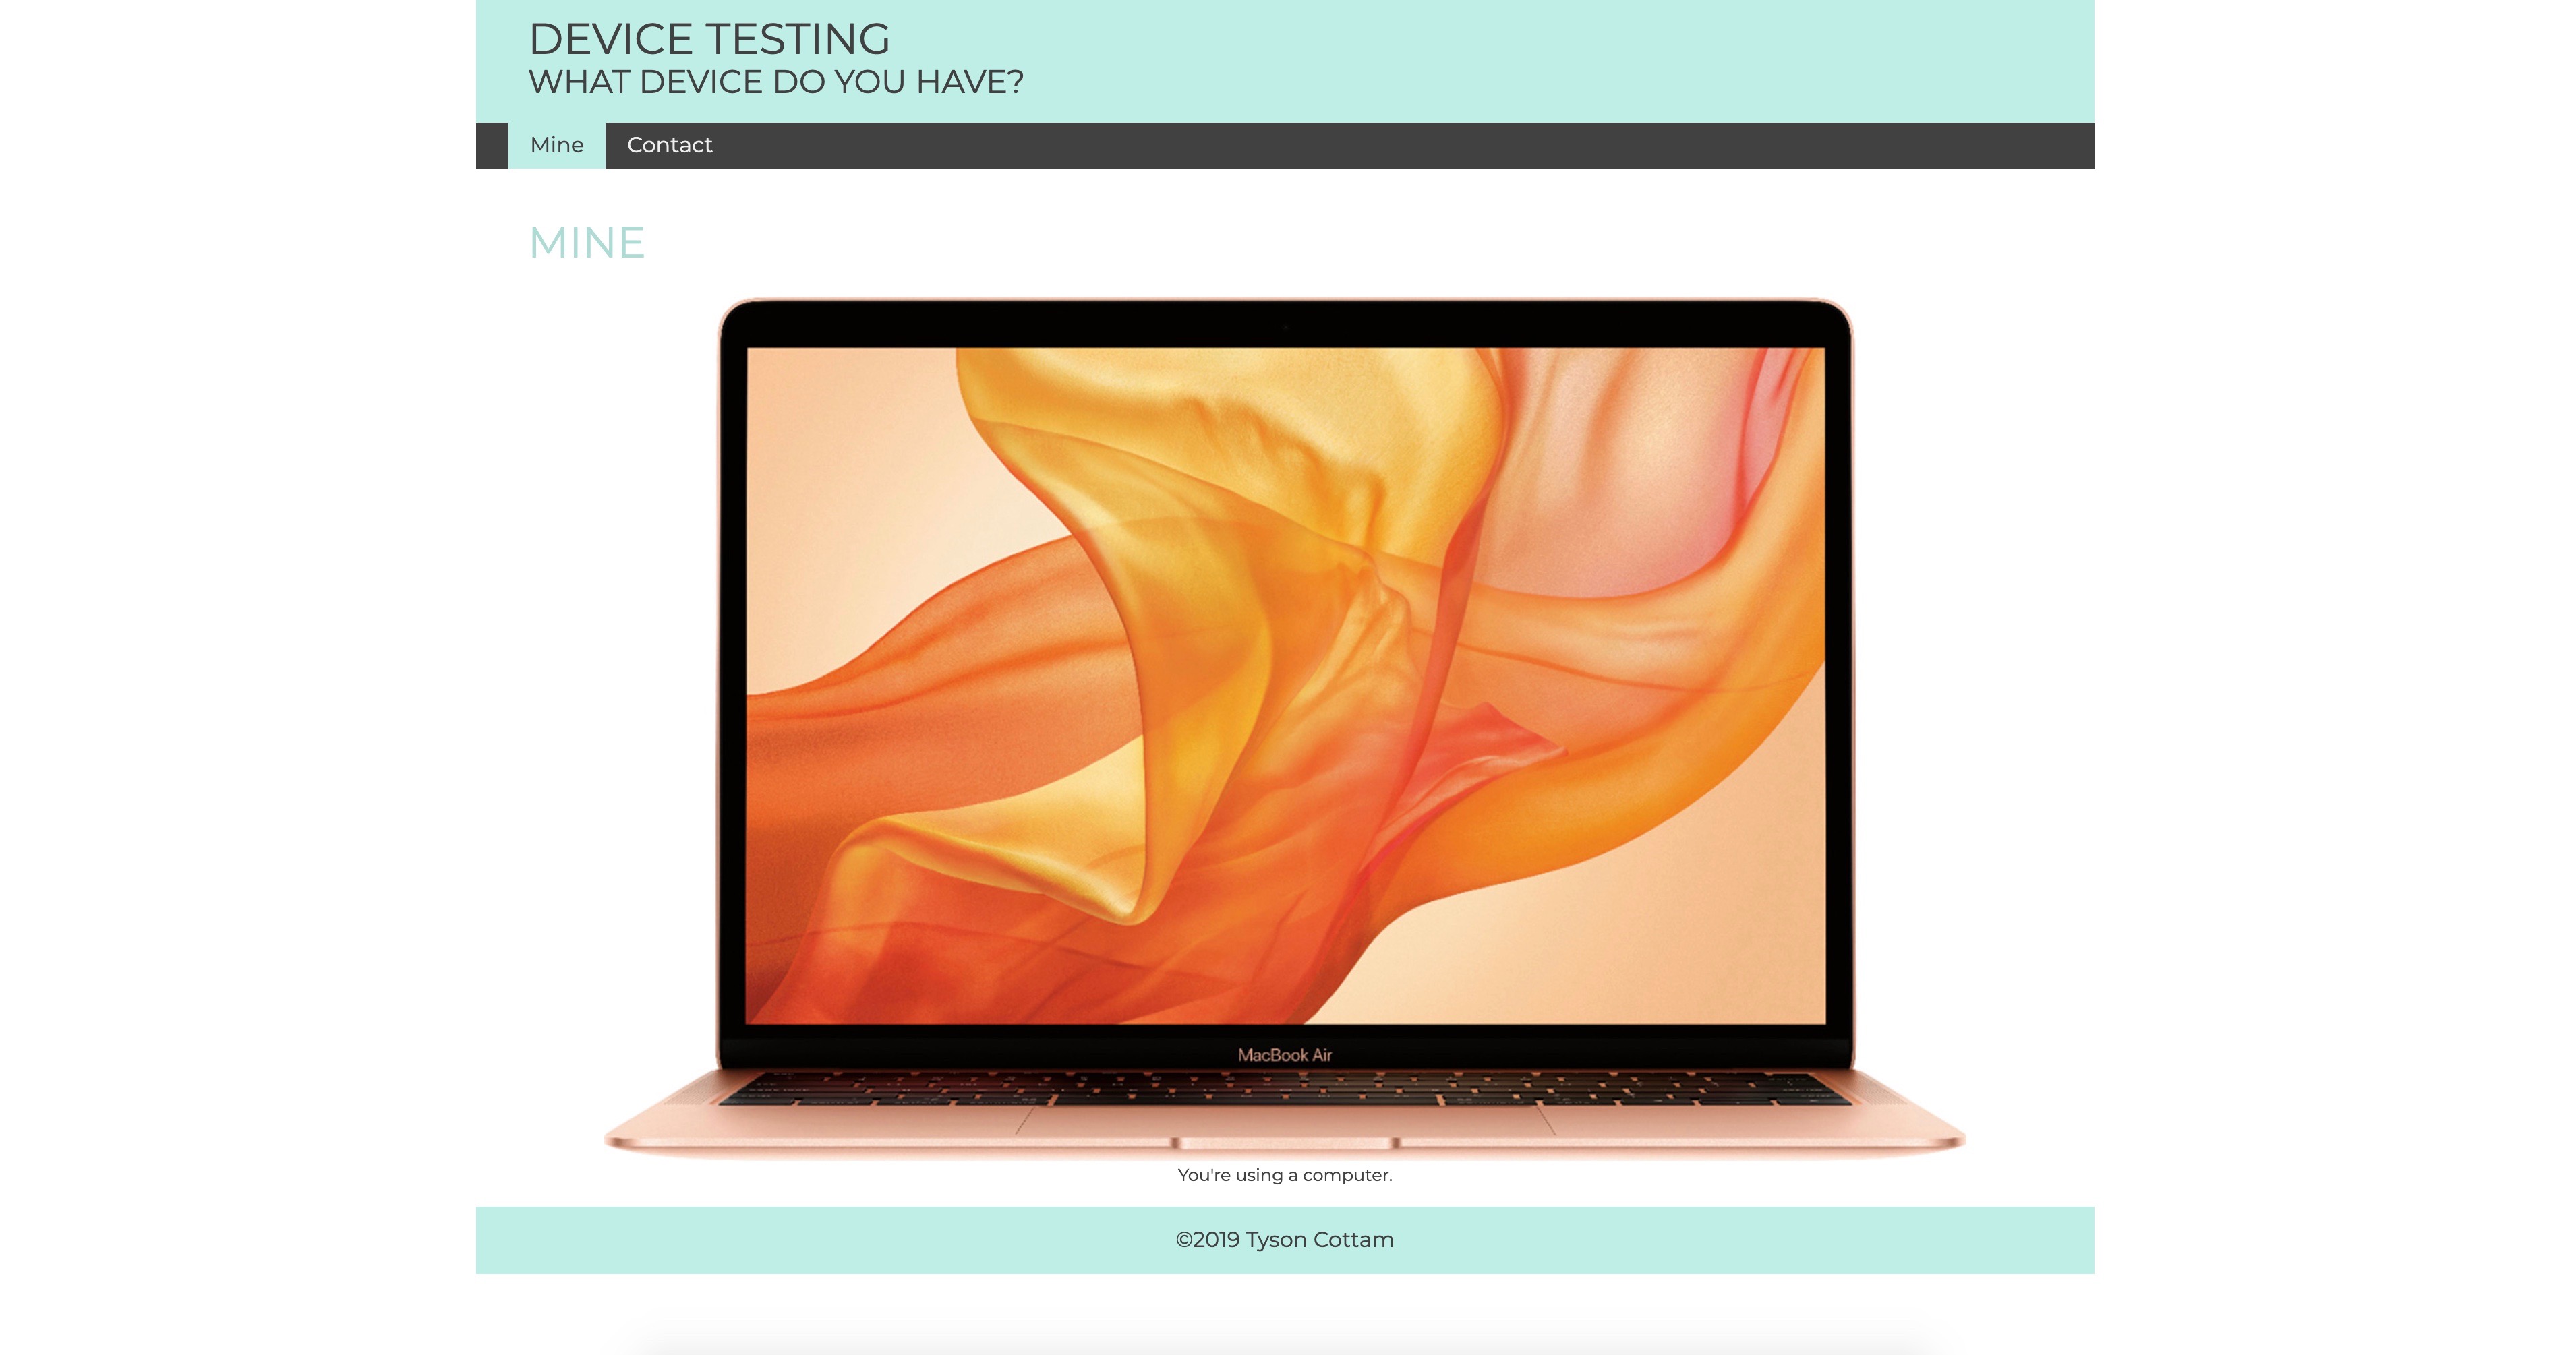 DEVICE TESTING
WHAT DEVICE DO YOU HAVE?
Mine
Contact
MINE
MacBook Air
You're using a computer.
©2019 Tyson Cottam